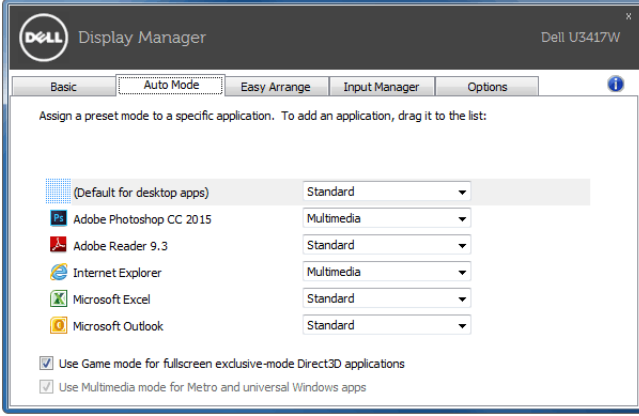 DELL Display Manager Dell U3417W x
Basic Auto Mode Easy Arrange Input Manager Options i
Assign a preset mode to a specific application. To add an application, drag it to the list:
(Default for desktop apps) Standard
Ps Adobe Photoshop CC 2015 Multimedia
Adobe Reader 9.3 Standard
Internet Explorer Multimedia
Microsoft Excel Standard
Microsoft Outlook Standard
Use Game mode for fullscreen exclusive-mode Direct3D applications
Use Multimedia mode for Metro and universal Windows apps